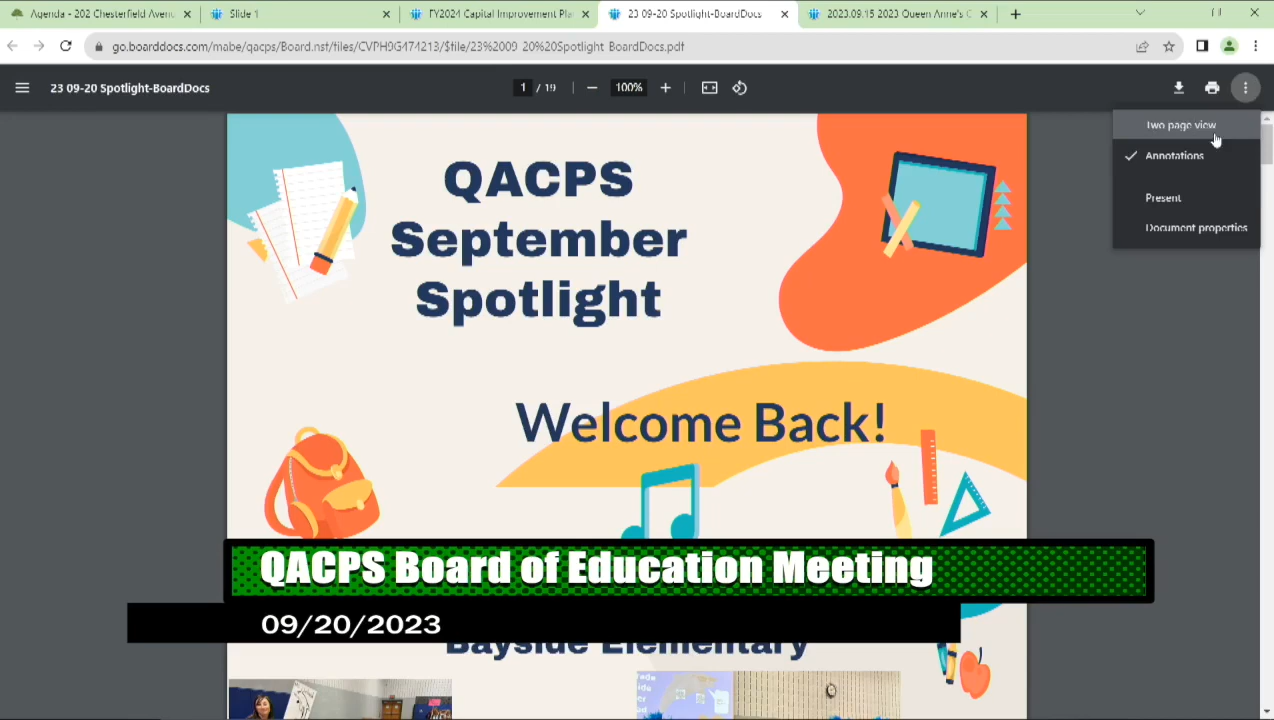 Agenda - 202 Chesterfield Avenu
Slide 1
FY2024 Capital Improvement Pla
23 09-20 Spotlight-BoardDocs
2023.09.15 2023 Queen Anne's C
go.boarddocs.com/mabe/qacps/Board.nsf/files/CVPH9G474213/$file/23%2009 20%20Spotlight BoardDocs.pdf
23 09-20 Spotlight-BoardDocs
1 / 19
100%
Two page view
Annotations
Present
Document properties
QACPS
September
Spotlight
Welcome Back!
QACPS Board of Education Meeting
09/20/2023
Bayside Elementary